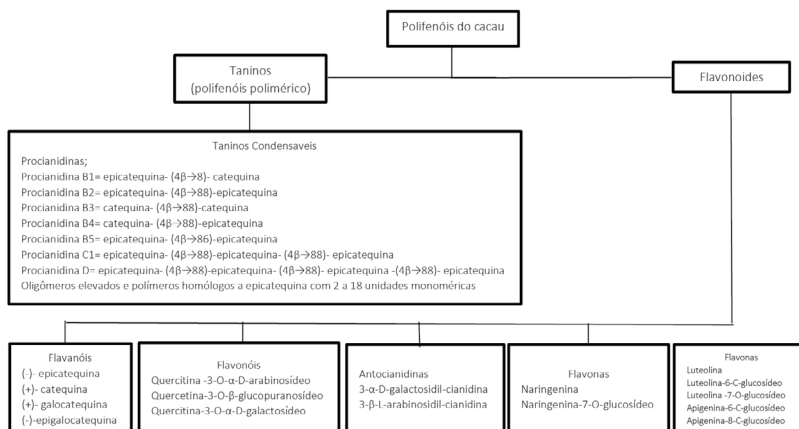 Polifenóis do cacau
Taninos
(polifenóis polimérico)
Flavonoides
Taninos Condensaveis
Procianidinas;
Procianidina B1= epicatequina- (4β→8)- catequina
Procianidina B2= epicatequina- (4β→88)-epicatequina
Procianidina B3= catequina- (4β→88)-catequina
Procianidina B4= catequina- (4β→88)-epicatequina
Procianidina B5= epicatequina- (4β→86)-epicatequina
Procianidina C1= epicatequina- (4β→88)-epicatequina- (4β→88)- epicatequina
Procianidina D= epicatequina- (4β→88)-epicatequina- (4β→88)- epicatequina -(4β→88)- epicatequina
Oligômeros elevados e polímeros homólogos a epicatequina com 2 a 18 unidades monoméricas
Flavanóis
(-)- epicatequina
(+)- catequina
(+)- galocatequina
(-)-epigalocatequina
Flavonóis
Quercitina -3-O-α-D-arabinosídeo
Quercetina-3-O-β-glucopuranosídeo
Quercitina-3-O-α-D-galactosídeo
Antocianidinas
3-α-D-galactosidil-cianidina
3-β-L-arabinosidil-cianidina
Flavonas
Naringenina
Naringenina-7-O-glucosídeo
Flavonas
Luteolina
Luteolina-6-C-glucosídeo
Luteolina -7-O-glucosídeo
Apigenina-6-C-glucosídeo
Apigenina-8-C-glucosídeo